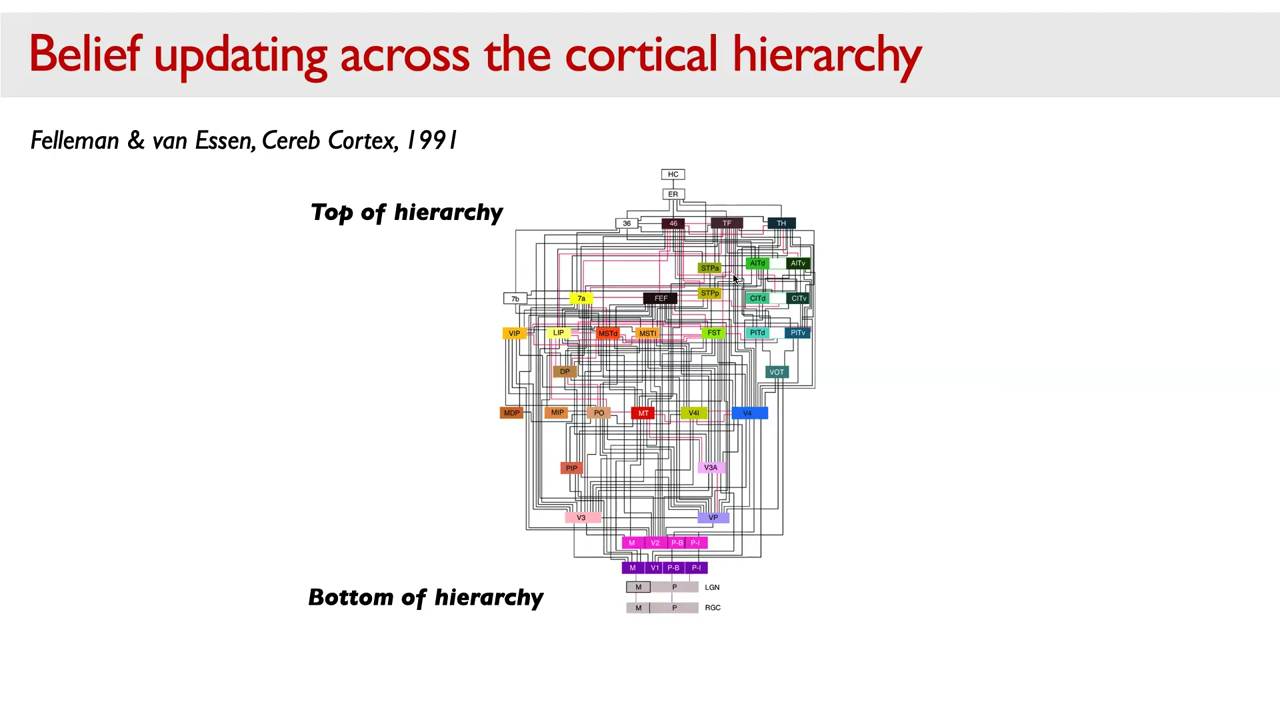 Belief updating across the cortical hierarchy
Felleman & van Essen, Cereb Cortex, 1991
HC
ER
Top of hierarchy
36 46 TF TH
STPa AITd AITv
7b 7a FEF STPp CITd CITv
VIP LIP MSTd MSTl FST PITd PITv
DP VOT
MDP MIP PO MT V4t V4
PIP V3A
V3 VP
M V2 P-B P-I
M V1 P-B P-I
M P LGN
Bottom of hierarchy
M P RGC